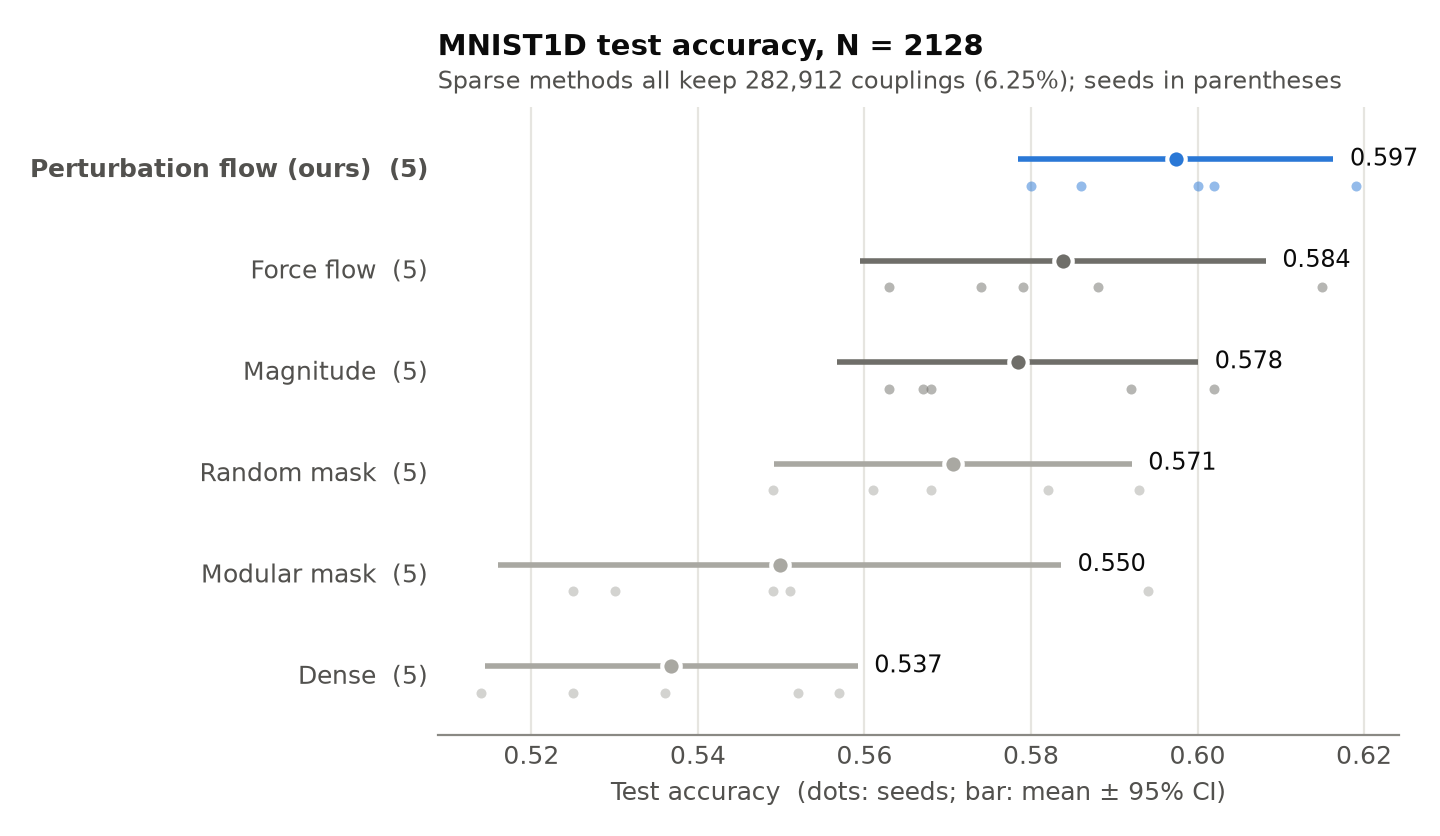 MNIST1D test accuracy, N = 2128
Sparse methods all keep 282,912 couplings (6.25%); seeds in parentheses
Perturbation flow (ours) (5)
0.597
Force flow (5)
0.584
Magnitude (5)
0.578
Random mask (5)
0.571
Modular mask (5)
0.550
Dense (5)
0.537
0.52 0.54 0.56 0.58 0.60 0.62
Test accuracy (dots: seeds; bar: mean ± 95% CI)